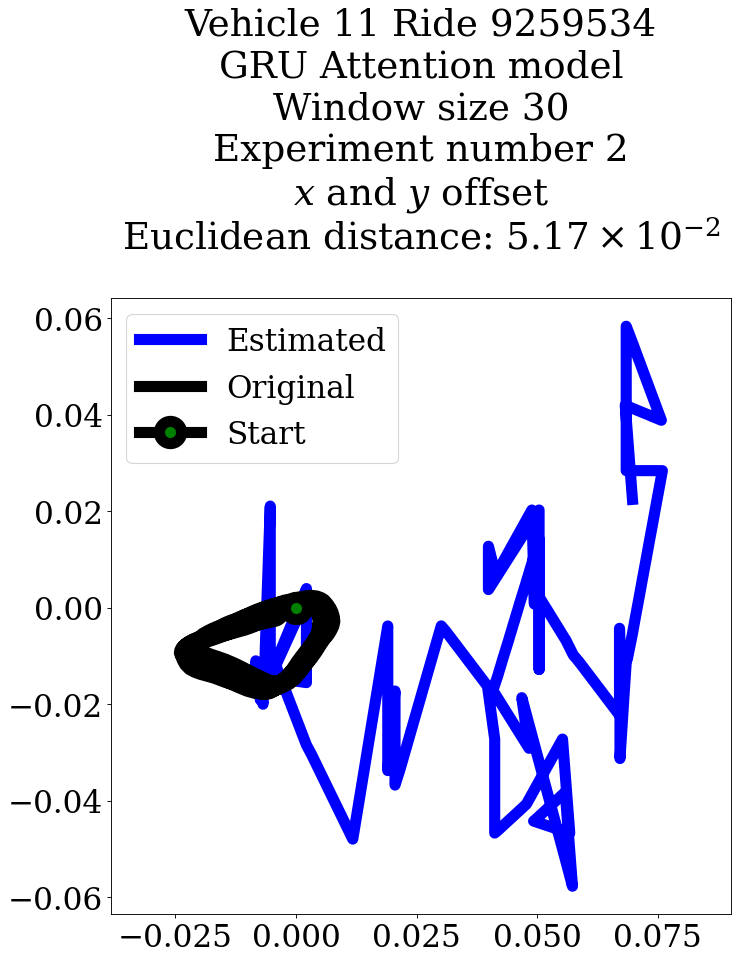 Vehicle 11 Ride 9259534
GRU Attention model
Window size 30
Experiment number 2
x and y offset
Euclidean distance: 5.17 × 10⁻²
Estimated
Original
Start
0.06
0.04
0.02
0.00
−0.02
−0.04
−0.06
−0.025 0.000 0.025 0.050 0.075